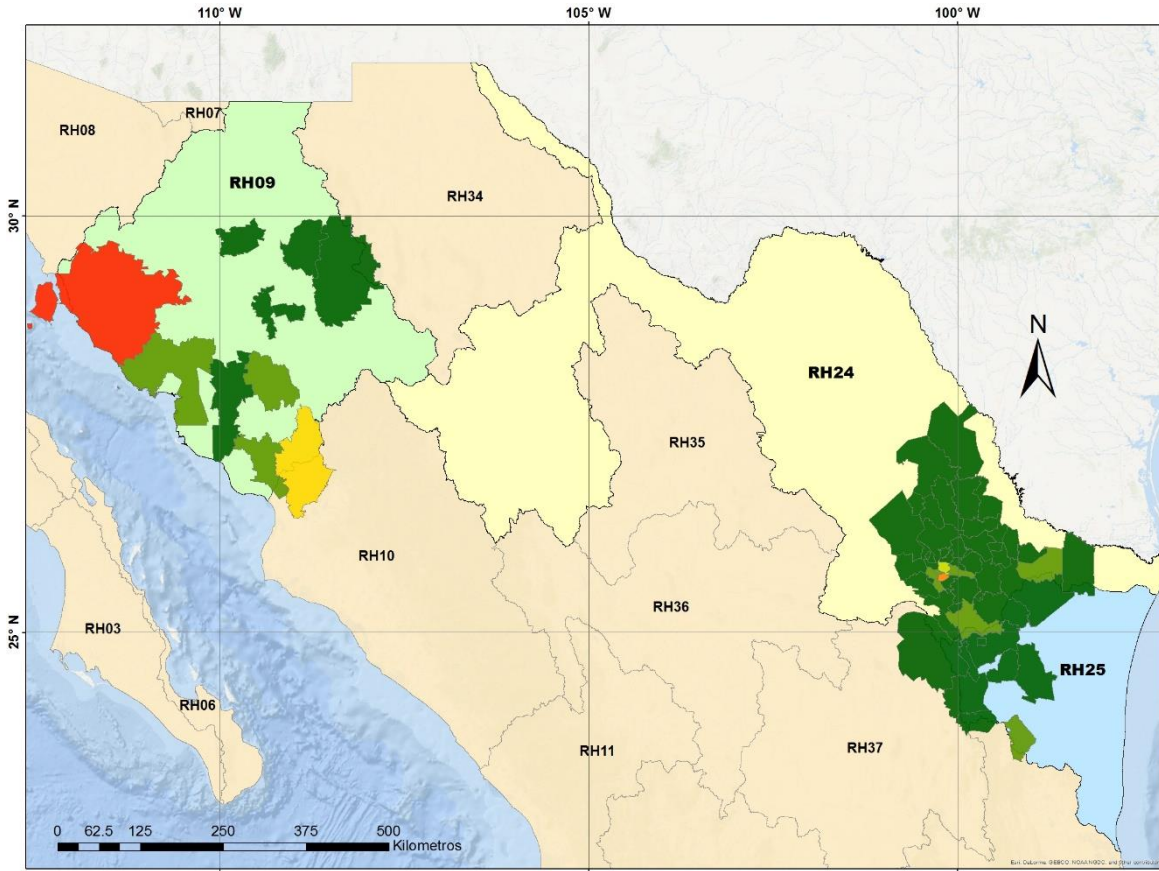 110° W 105° W 100° W
RH07
RH08
RH09
RH34
30° N
N
RH24
RH35
RH10
RH36
25° N
RH03
RH25
RH06
RH11
RH37
0 62.5 125 250 375 500
Kilometros